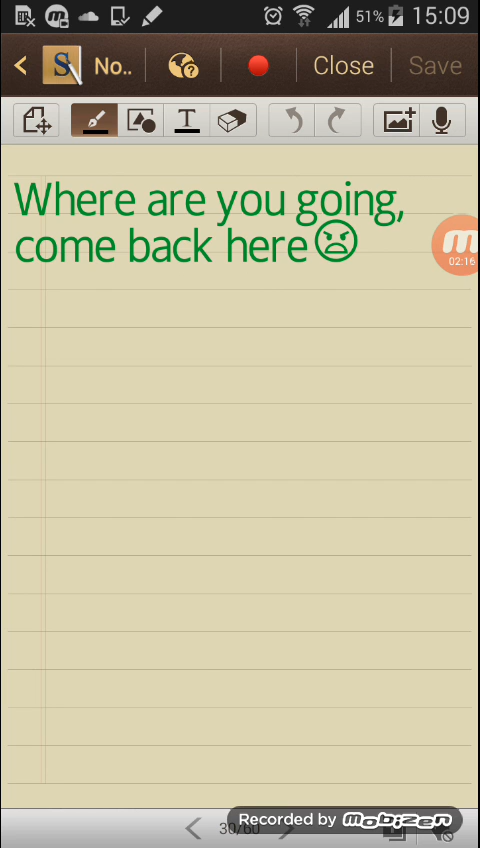 51% 15:09
S No.. Close Save
T
Where are you going,
come back here😠
m
02:16
30/60
Recorded by mobizen